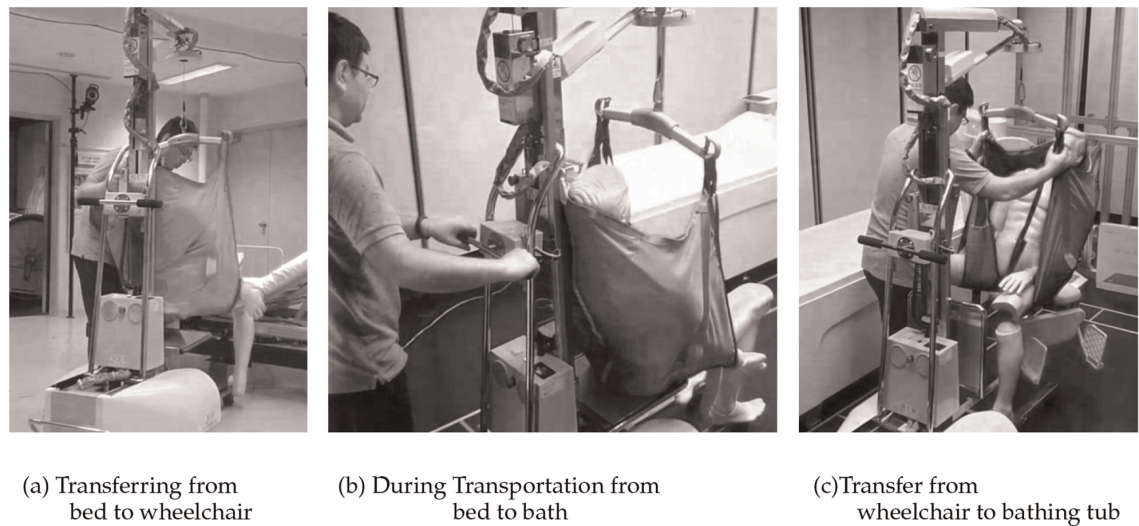 (a) Transferring from
bed to wheelchair
(b) During Transportation from
bed to bath
(c)Transfer from
wheelchair to bathing tub